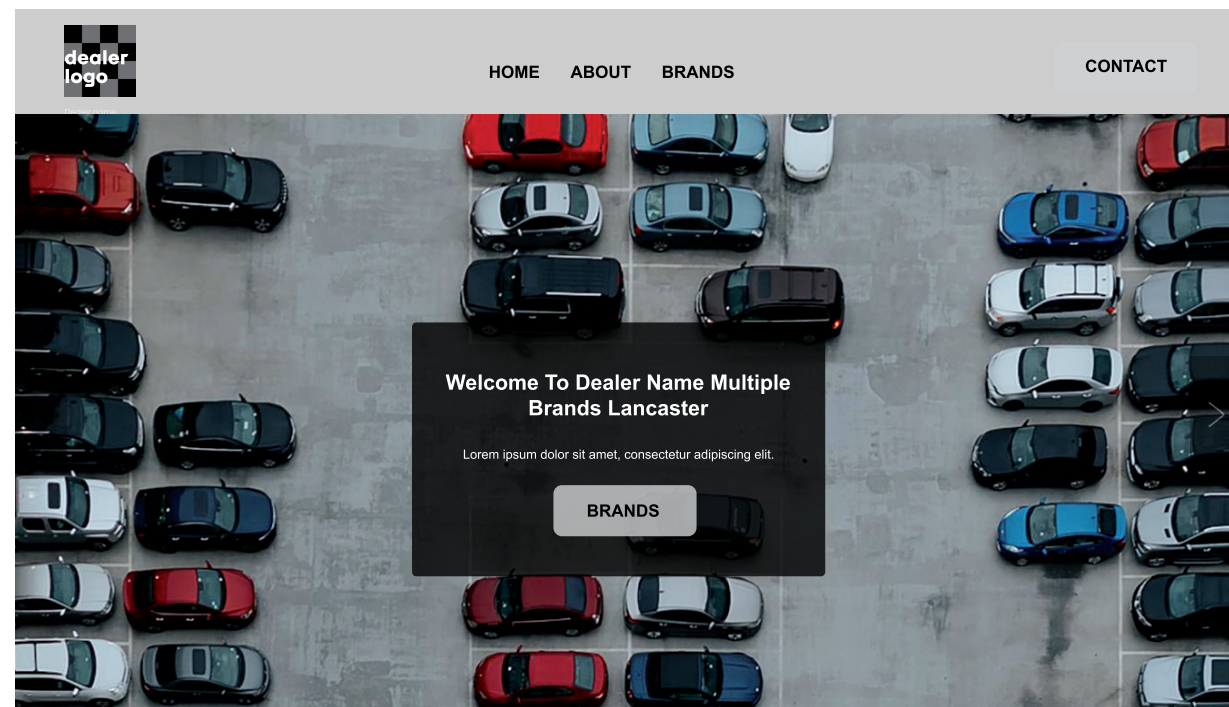 dealer
logo
HOME ABOUT BRANDS
CONTACT
Welcome To Dealer Name Multiple
Brands Lancaster
Lorem ipsum dolor sit amet, consectetur adipiscing elit.
BRANDS